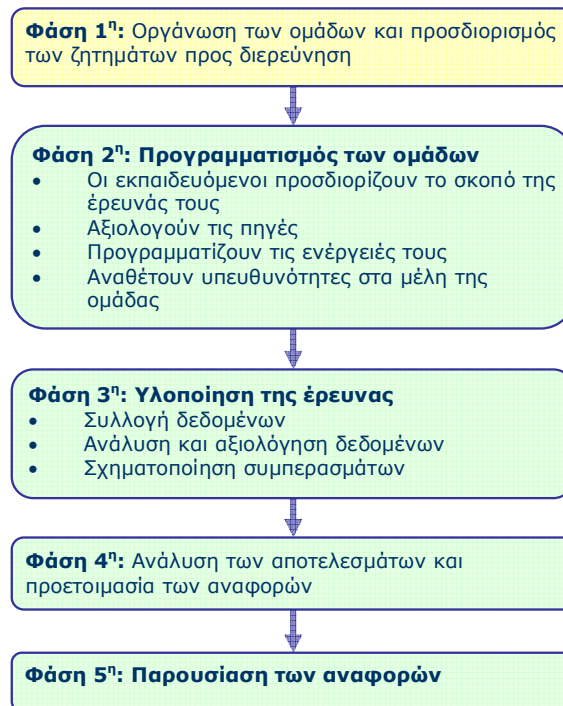 Φάση 1η: Οργάνωση των ομάδων και προσδιορισμός
των ζητημάτων προς διερεύνηση
Φάση 2η: Προγραμματισμός των ομάδων
• Οι εκπαιδευόμενοι προσδιορίζουν το σκοπό της
έρευνάς τους
• Αξιολογούν τις πηγές
• Προγραμματίζουν τις ενέργειές τους
• Αναθέτουν υπευθυνότητες στα μέλη της
ομάδας
Φάση 3η: Υλοποίηση της έρευνας
• Συλλογή δεδομένων
• Ανάλυση και αξιολόγηση δεδομένων
• Σχηματοποίηση συμπερασμάτων
Φάση 4η: Ανάλυση των αποτελεσμάτων και
προετοιμασία των αναφορών
Φάση 5η: Παρουσίαση των αναφορών